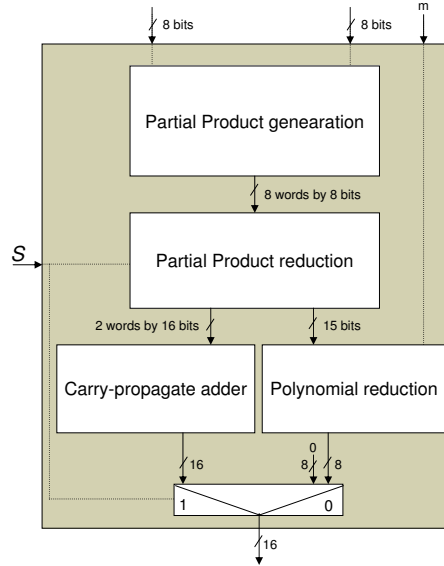 8 bits
8 bits
m
Partial Product genearation
8 words by 8 bits
S
Partial Product reduction
2 words by 16 bits
15 bits
Carry-propagate adder
Polynomial reduction
16
0
8
8
1
0
16